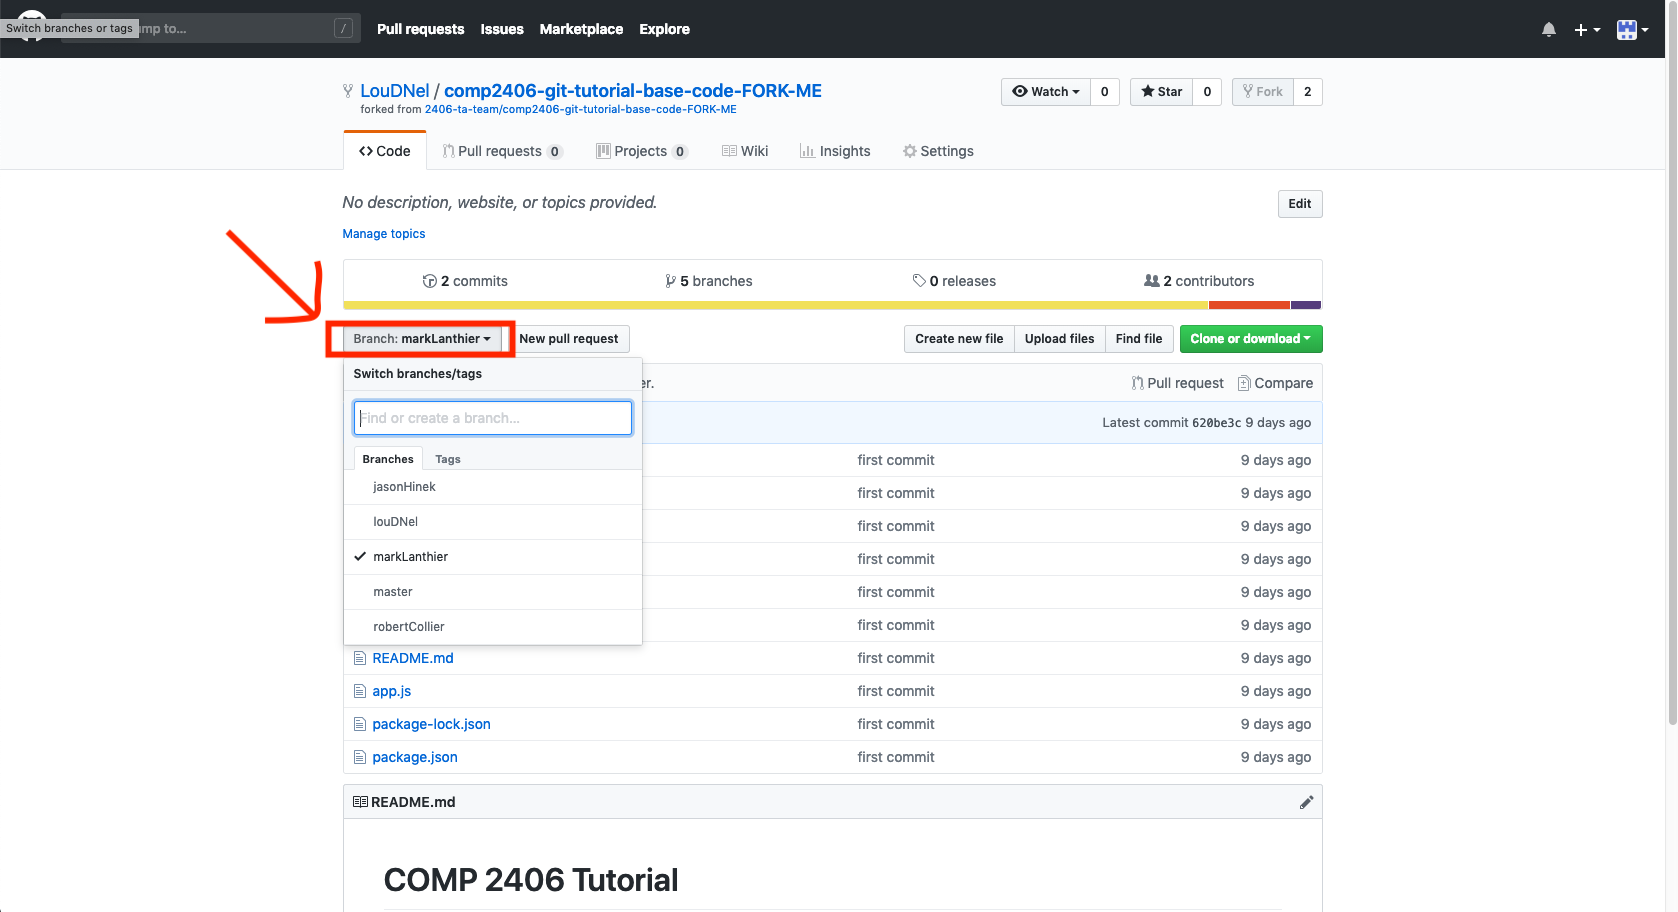 Switch branches or tags
mp to... /
Pull requests Issues Marketplace Explore
LouDNel / comp2406-git-tutorial-base-code-FORK-ME
forked from 2406-ta-team/comp2406-git-tutorial-base-code-FORK-ME
Watch 0 Star 0 Fork 2
Code Pull requests 0 Projects 0 Wiki Insights Settings
No description, website, or topics provided.
Edit
Manage topics
2 commits 5 branches 0 releases 2 contributors
Branch: markLanthier New pull request Create new file Upload files Find file Clone or download
Switch branches/tags
er. Pull request Compare
Find or create a branch...
Latest commit 620be3c 9 days ago
Branches Tags
first commit 9 days ago
jasonHinek
first commit 9 days ago
louDNel
first commit 9 days ago
markLanthier
first commit 9 days ago
master
first commit 9 days ago
robertCollier
first commit 9 days ago
README.md first commit 9 days ago
app.js first commit 9 days ago
package-lock.json first commit 9 days ago
package.json first commit 9 days ago
README.md
COMP 2406 Tutorial